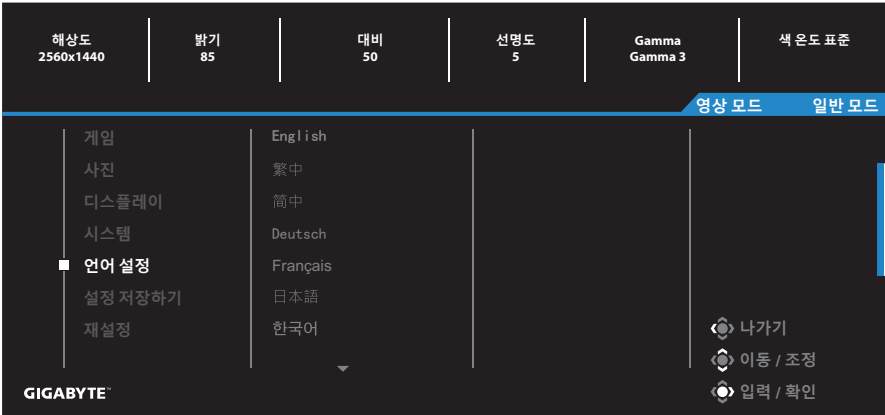 해상도
2560x1440
밝기
85
대비
50
선명도
5
Gamma
Gamma 3
색 온도 표준
영상 모드 일반 모드
게임
사진
디스플레이
시스템
언어 설정
설정 저장하기
재설정
English
繁中
简中
Deutsch
Français
日本語
한국어
나가기
이동 / 조정
입력 / 확인
GIGABYTE™